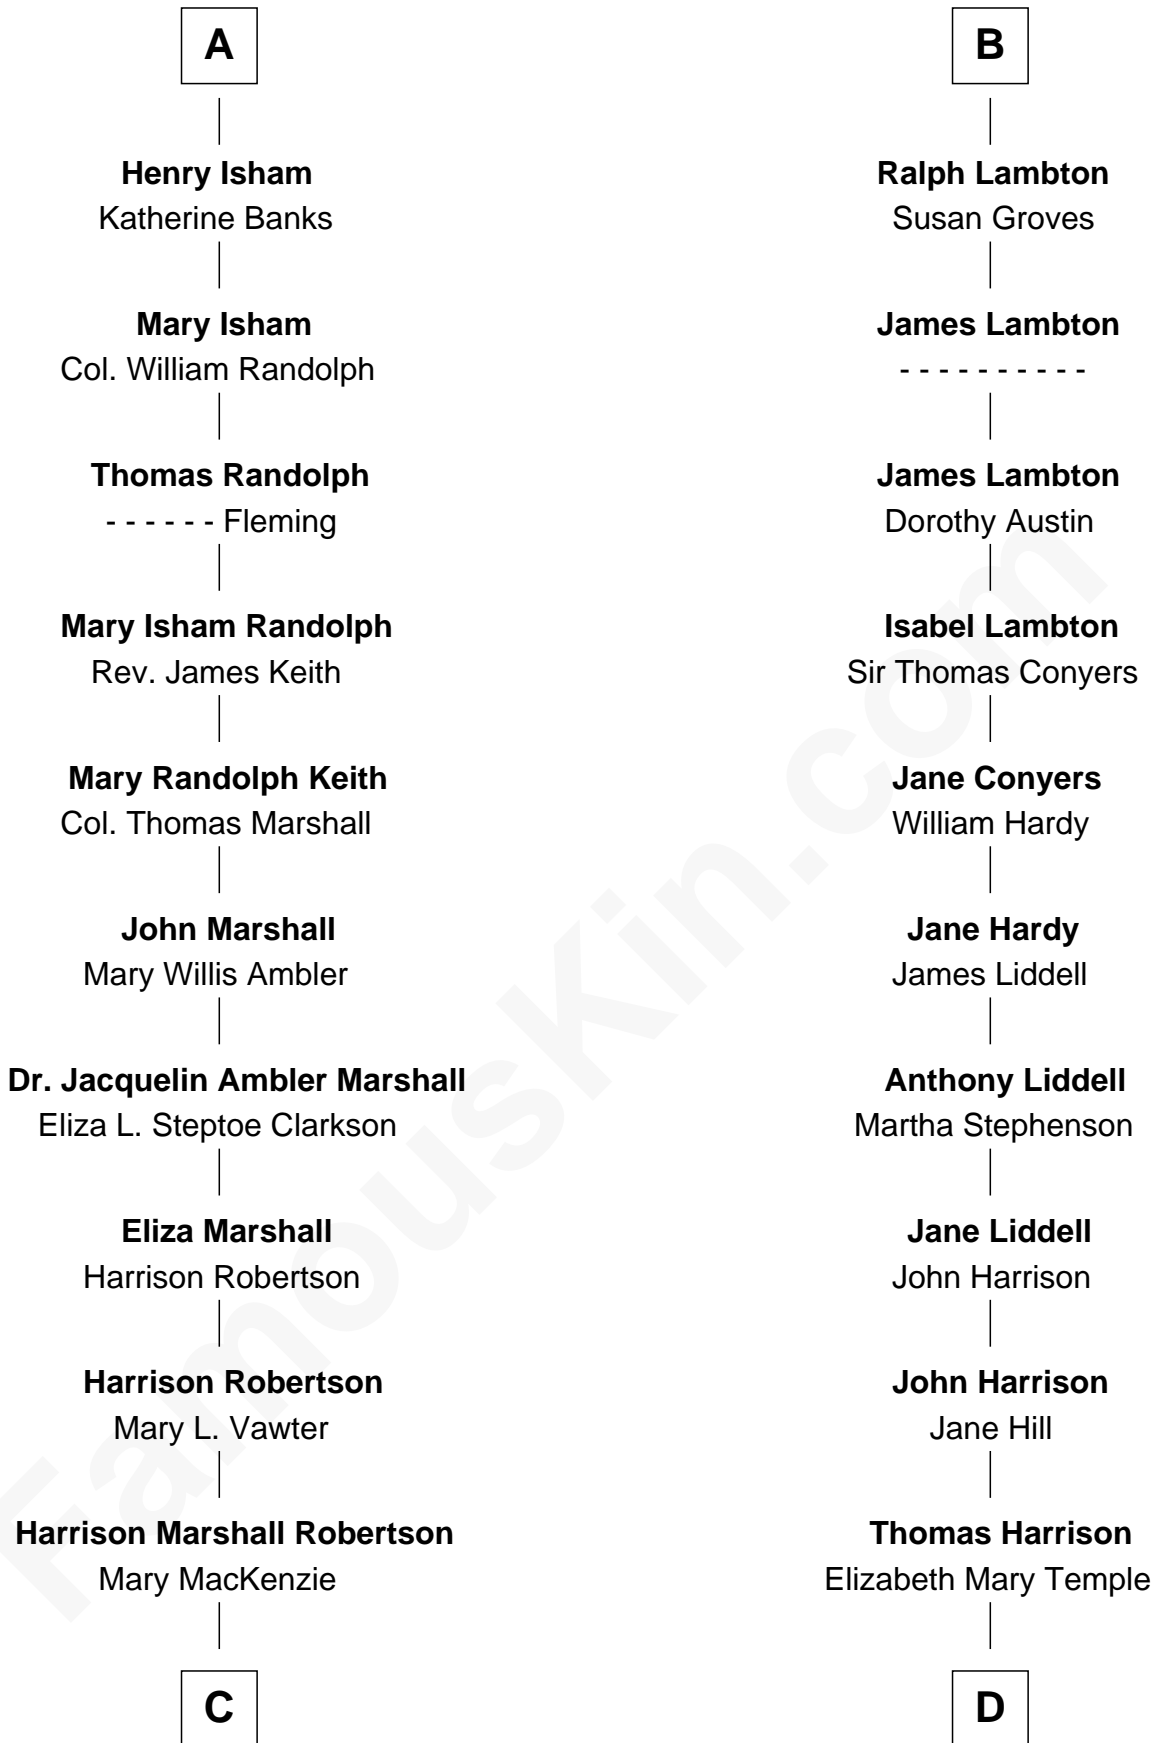 A
Henry Isham
Katherine Banks
Mary Isham
Col. William Randolph
Thomas Randolph
- - - - - - Fleming
Mary Isham Randolph
Rev. James Keith
Mary Randolph Keith
Col. Thomas Marshall
John Marshall
Mary Willis Ambler
Dr. Jacquelin Ambler Marshall
Eliza L. Steptoe Clarkson
Eliza Marshall
Harrison Robertson
Harrison Robertson
Mary L. Vawter
Harrison Marshall Robertson
Mary MacKenzie
C
B
Ralph Lambton
Susan Groves
James Lambton
- - - - - - - - - -
James Lambton
Dorothy Austin
Isabel Lambton
Sir Thomas Conyers
Jane Conyers
William Hardy
Jane Hardy
James Liddell
Anthony Liddell
Martha Stephenson
Jane Liddell
John Harrison
John Harrison
Jane Hill
Thomas Harrison
Elizabeth Mary Temple
D
FamousKin.com